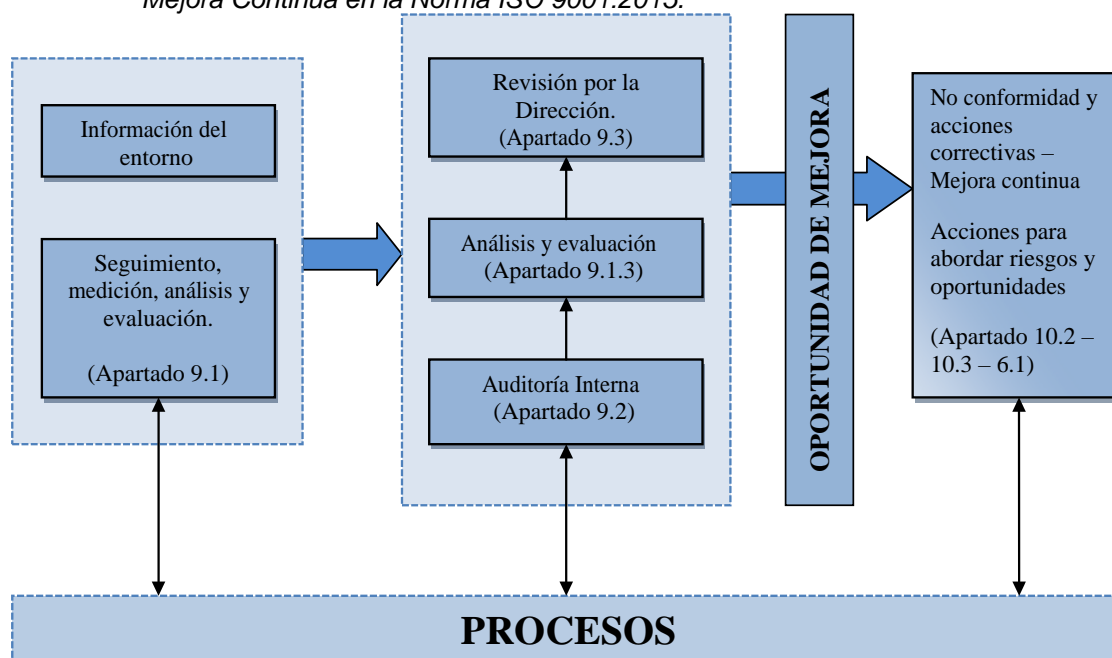 Mejora Continua en la Norma ISO 9001:2015.
Información del
entorno
Seguimiento,
medición, análisis y
evaluación.
(Apartado 9.1)
Revisión por la
Dirección.
(Apartado 9.3)
Análisis y evaluación
(Apartado 9.1.3)
Auditoría Interna
(Apartado 9.2)
OPORTUNIDAD DE MEJORA
No conformidad y
acciones
correctivas –
Mejora continua
Acciones para
abordar riesgos y
oportunidades
(Apartado 10.2 –
10.3 – 6.1)
PROCESOS